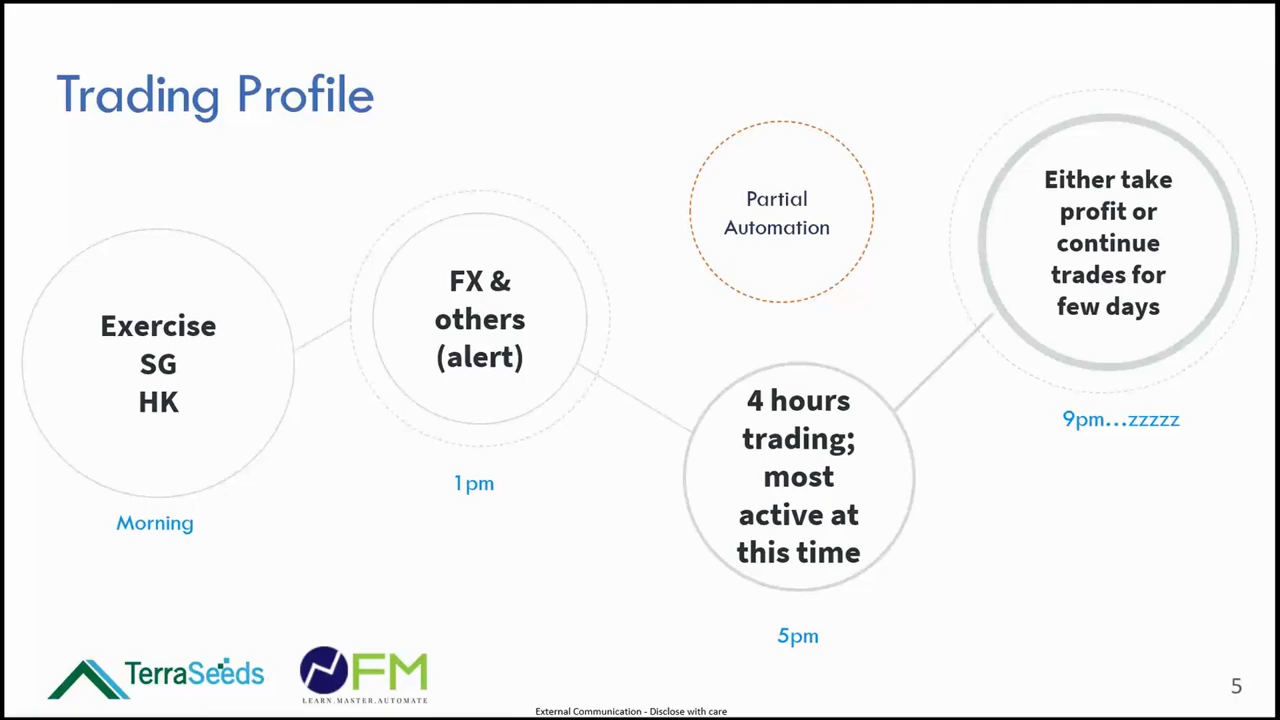 Trading Profile
Exercise
SG
HK
Morning
FX &
others
(alert)
1pm
Partial
Automation
4 hours
trading;
most
active at
this time
5pm
Either take
profit or
continue
trades for
few days
9pm...zzzzz
TerraSeeds
FM
LEARN.MASTER.AUTOMATE
External Communication - Disclose with care
5